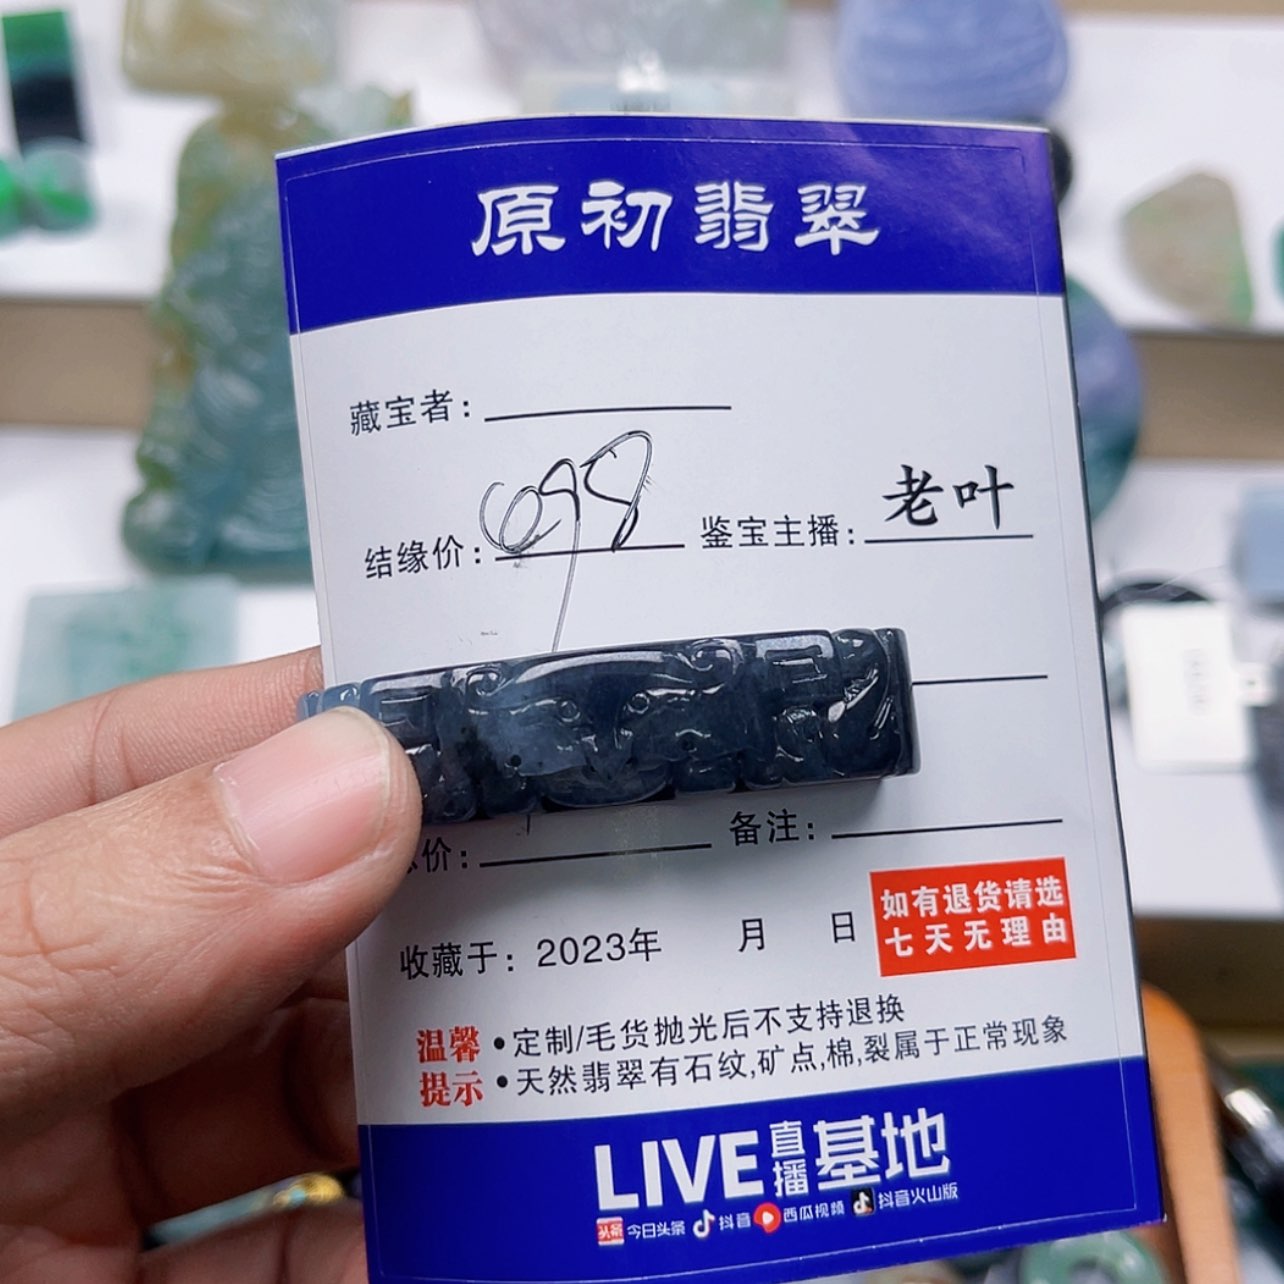 原初翡翠
藏宝者：
结缘价：698 鉴宝主播：老叶
价： 备注：
收藏于：2023年 月 日
如有退货请选
七天无理由
温馨提示
•定制/毛货抛光后不支持退换
•天然翡翠有石纹,矿点,棉,裂属于正常现象
LIVE直播基地
头条 今日头条 抖音 西瓜视频 抖音火山版